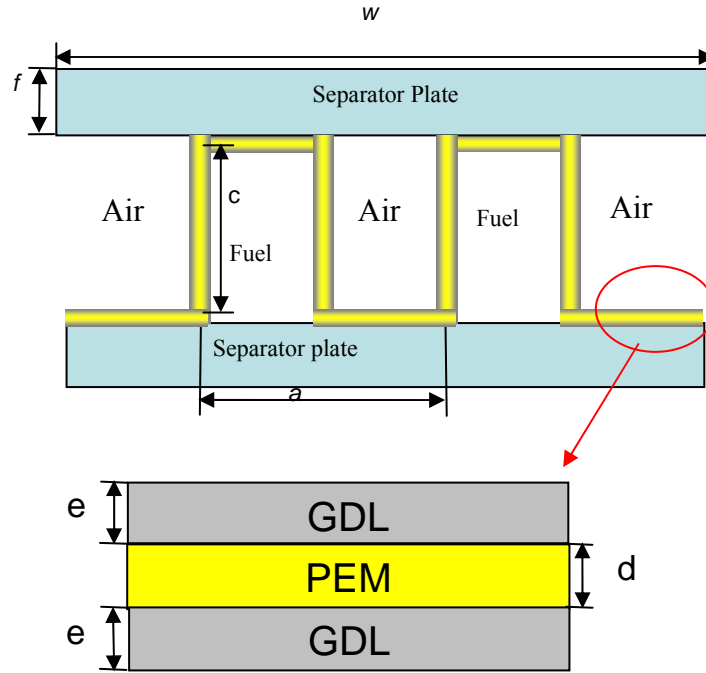 w
f
Separator Plate
Air
c
Fuel
Air
Fuel
Air
Separator plate
a
e
GDL
PEM
d
e
GDL